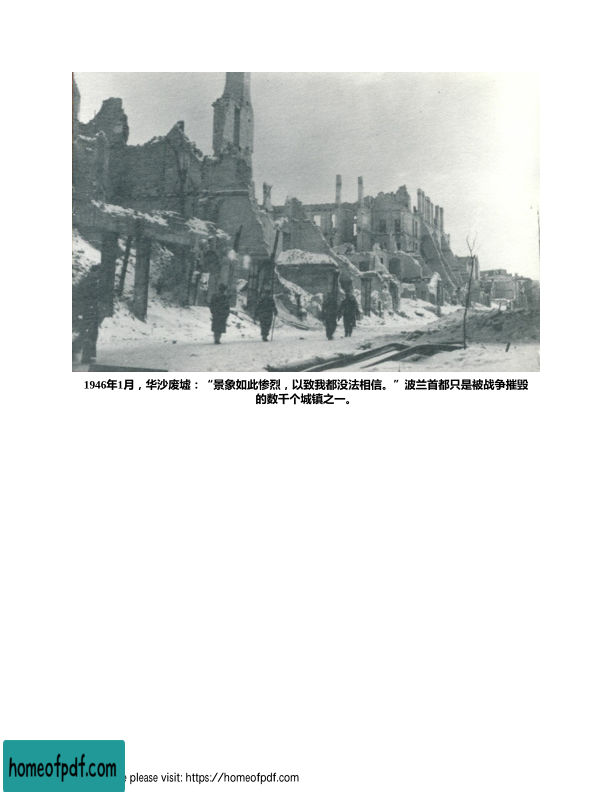 1946年1月，华沙废墟：“景象如此惨烈，以致我都没法相信。”波兰首都只是被战争摧毁
的数千个城镇之一。
homeofpdf.com
e please visit: https://homeofpdf.com